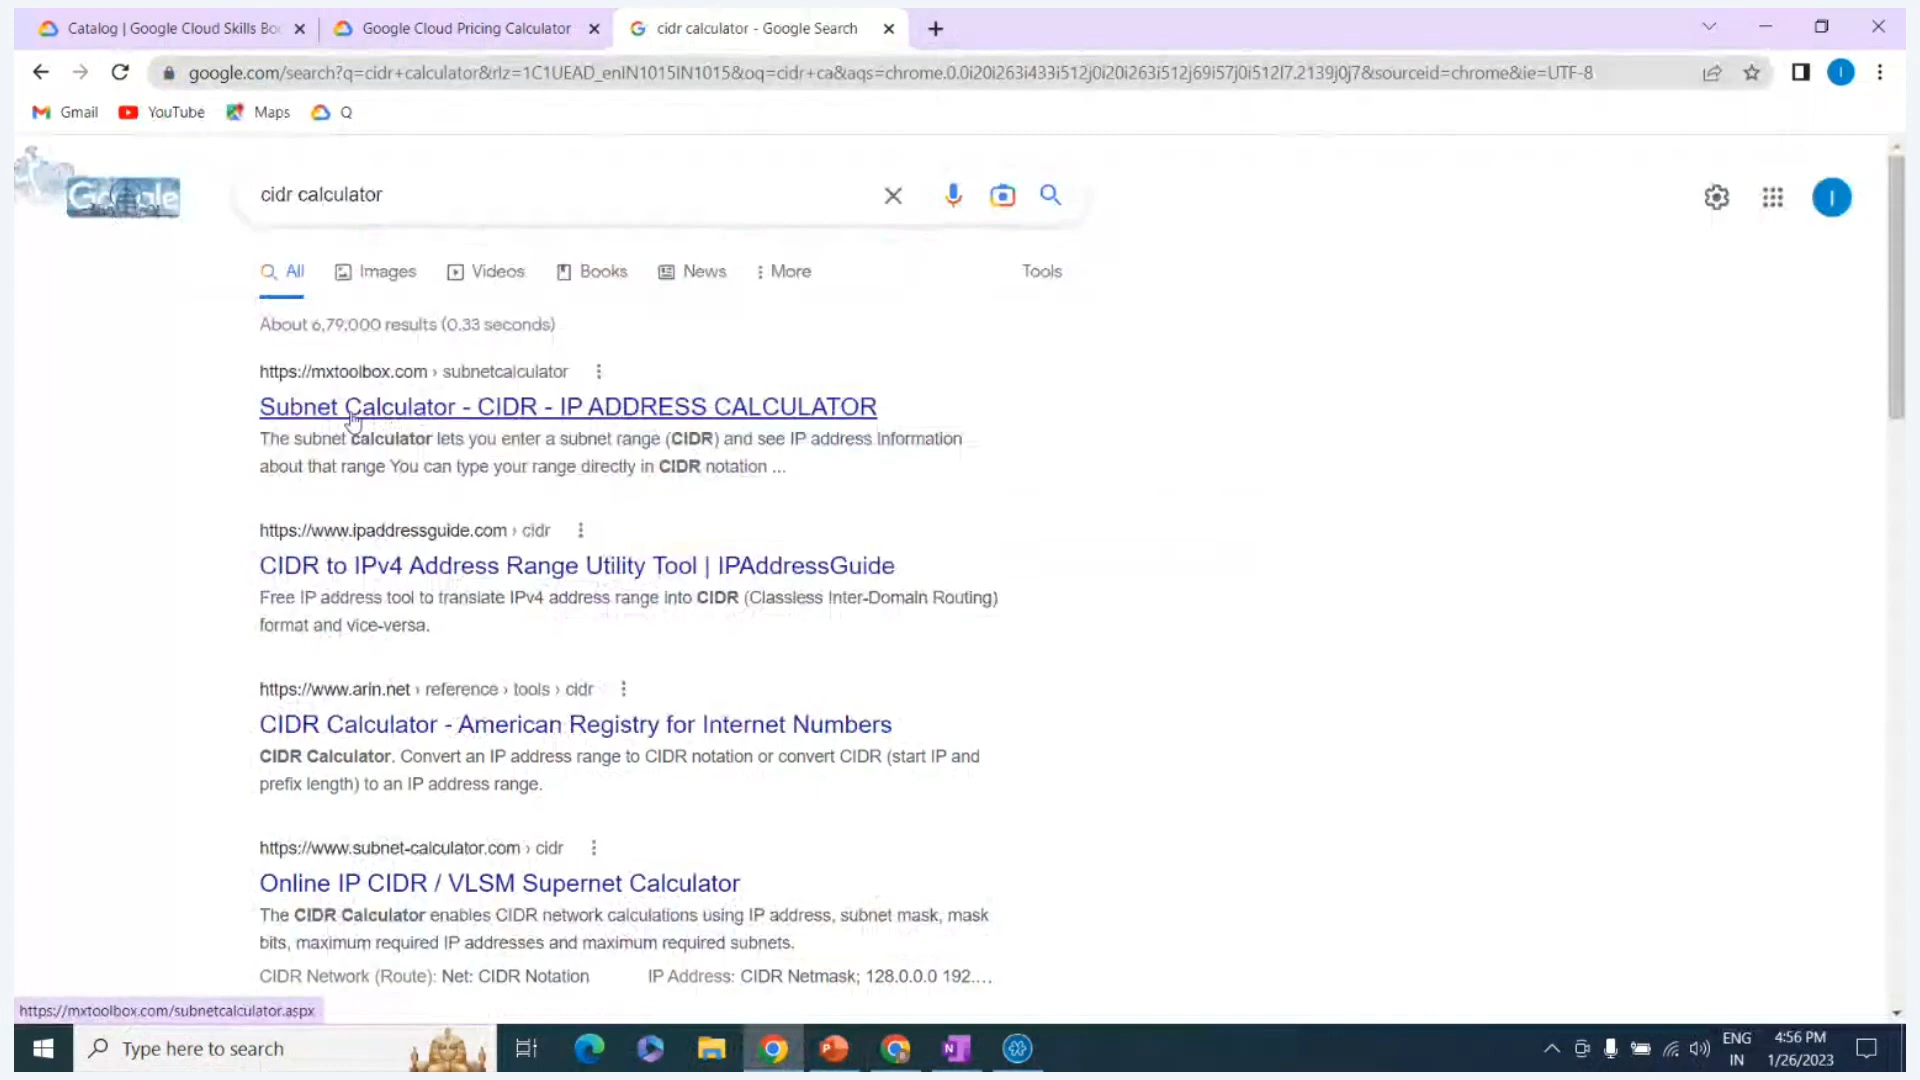 Catalog | Google Cloud Skills Boo
Google Cloud Pricing Calculator
cidr calculator - Google Search
google.com/search?q=cidr+calculator&rlz=1C1UEAD_enIN1015IN1015&oq=cidr+ca&aqs=chrome.0.0i20i263i433i512j0i20i263i512j69i57j0i512l7.2139j0j7&sourceid=chrome&ie=UTF-8
I
Gmail
YouTube
Maps
Q
Google
cidr calculator
I
All
Images
Videos
Books
News
More
Tools
About 6,79,000 results (0.33 seconds)
https://mxtoolbox.com › subnetcalculator
Subnet Calculator - CIDR - IP ADDRESS CALCULATOR
The subnet calculator lets you enter a subnet range (CIDR) and see IP address information
about that range You can type your range directly in CIDR notation ...
https://www.ipaddressguide.com › cidr
CIDR to IPv4 Address Range Utility Tool | IPAddressGuide
Free IP address tool to translate IPv4 address range into CIDR (Classless Inter-Domain Routing)
format and vice-versa.
https://www.arin.net › reference › tools › cidr
CIDR Calculator - American Registry for Internet Numbers
CIDR Calculator. Convert an IP address range to CIDR notation or convert CIDR (start IP and
prefix length) to an IP address range.
https://www.subnet-calculator.com › cidr
Online IP CIDR / VLSM Supernet Calculator
The CIDR Calculator enables CIDR network calculations using IP address, subnet mask, mask
bits, maximum required IP addresses and maximum required subnets.
CIDR Network (Route): Net: CIDR Notation
IP Address: CIDR Netmask; 128.0.0.0 192....
https://mxtoolbox.com/subnetcalculator.aspx
Type here to search
ENG
IN
4:56 PM
1/26/2023